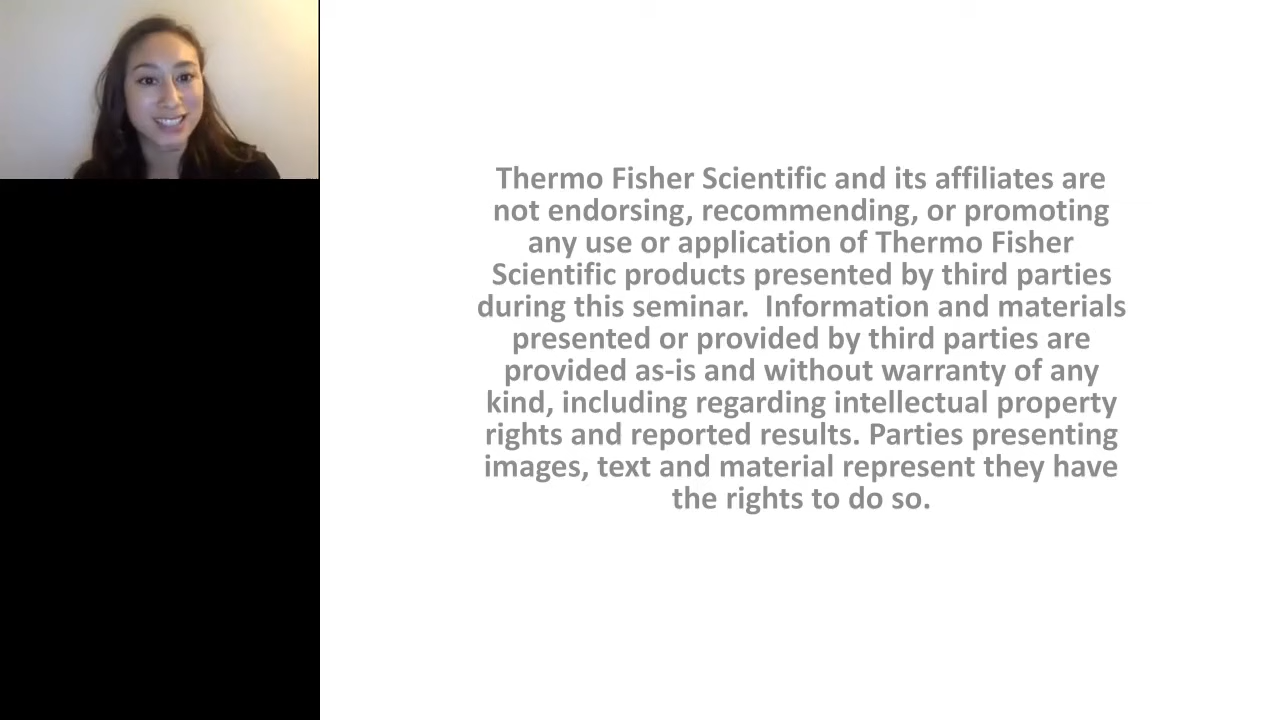 Thermo Fisher Scientific and its affiliates are
not endorsing, recommending, or promoting
any use or application of Thermo Fisher
Scientific products presented by third parties
during this seminar.  Information and materials
presented or provided by third parties are
provided as-is and without warranty of any
kind, including regarding intellectual property
rights and reported results. Parties presenting
images, text and material represent they have
the rights to do so.